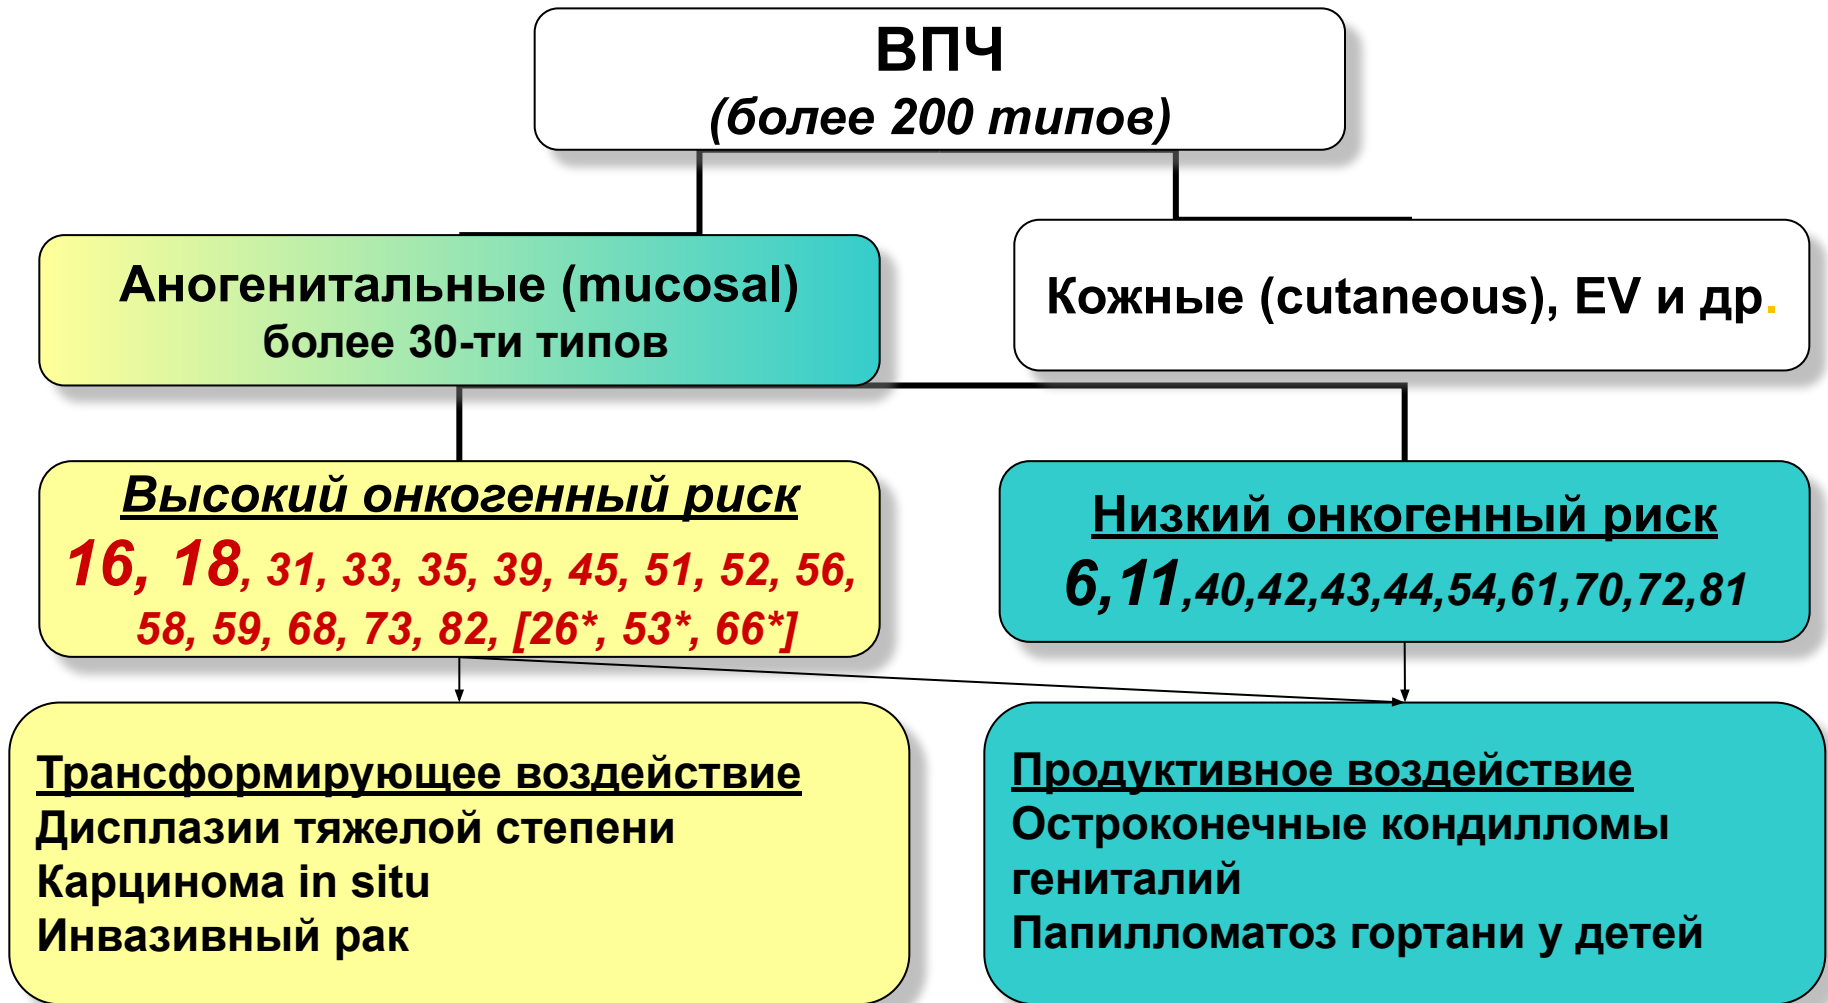 ВПЧ
(более 200 типов)
Аногенитальные (mucosal)
более 30-ти типов
Кожные (cutaneous), EV и др.
Высокий онкогенный риск
16, 18, 31, 33, 35, 39, 45, 51, 52, 56,
58, 59, 68, 73, 82, [26*, 53*, 66*]
Низкий онкогенный риск
6,11,40,42,43,44,54,61,70,72,81
Трансформирующее воздействие
Дисплазии тяжелой степени
Карцинома in situ
Инвазивный рак
Продуктивное воздействие
Остроконечные кондилломы
гениталий
Папилломатоз гортани у детей